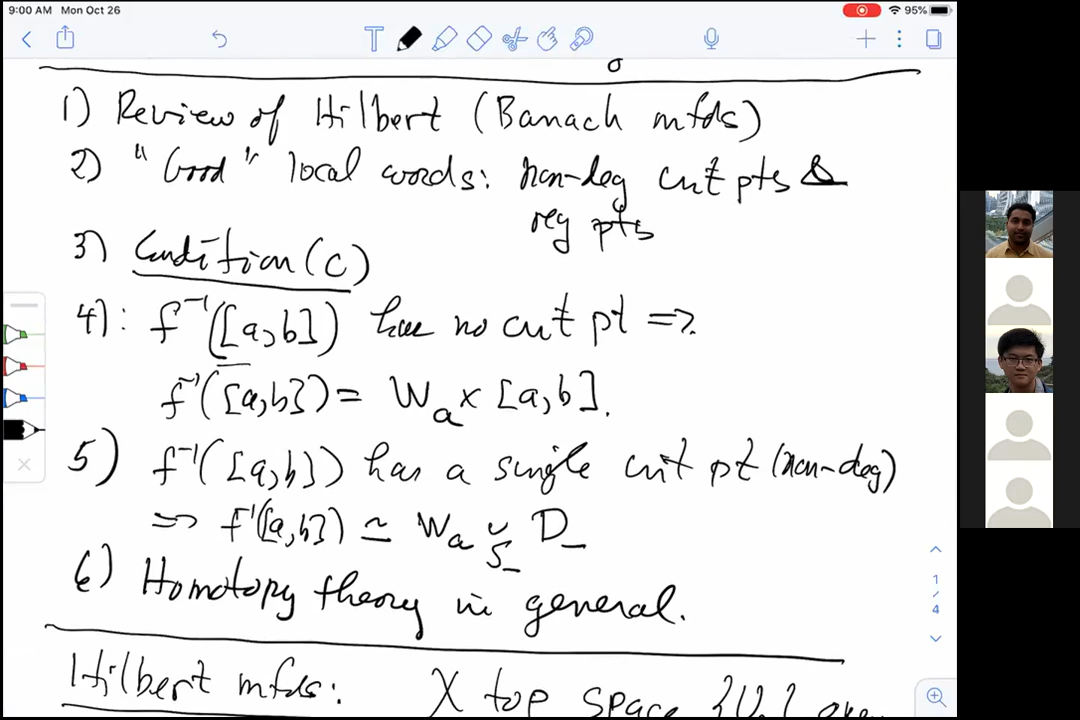 9:00 AM Mon Oct 26
95%
1) Review of Hilbert (Banach mfds)
2) "Good" local words: non-deg crit pts &
reg pts
3) Condition (C)
4): f⁻¹([a,b]) has no crit pt =>
f⁻¹([a,b]) = Wₐ × [a,b].
5) f⁻¹([a,b]) has a single crit pt (non-deg)
=> f⁻¹([a,b]) ≃ Wₐ ∪_S₋ D₋
6) Homotopy theory in general.
Hilbert mfds: X top space {U
1
/
4